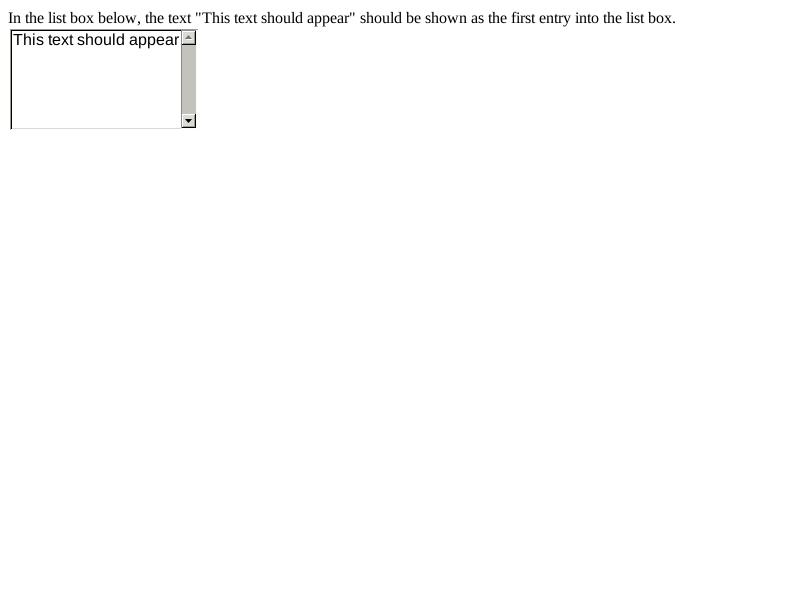 In the list box below, the text "This text should appear" should be shown as the first entry into the list box.
This text should appear